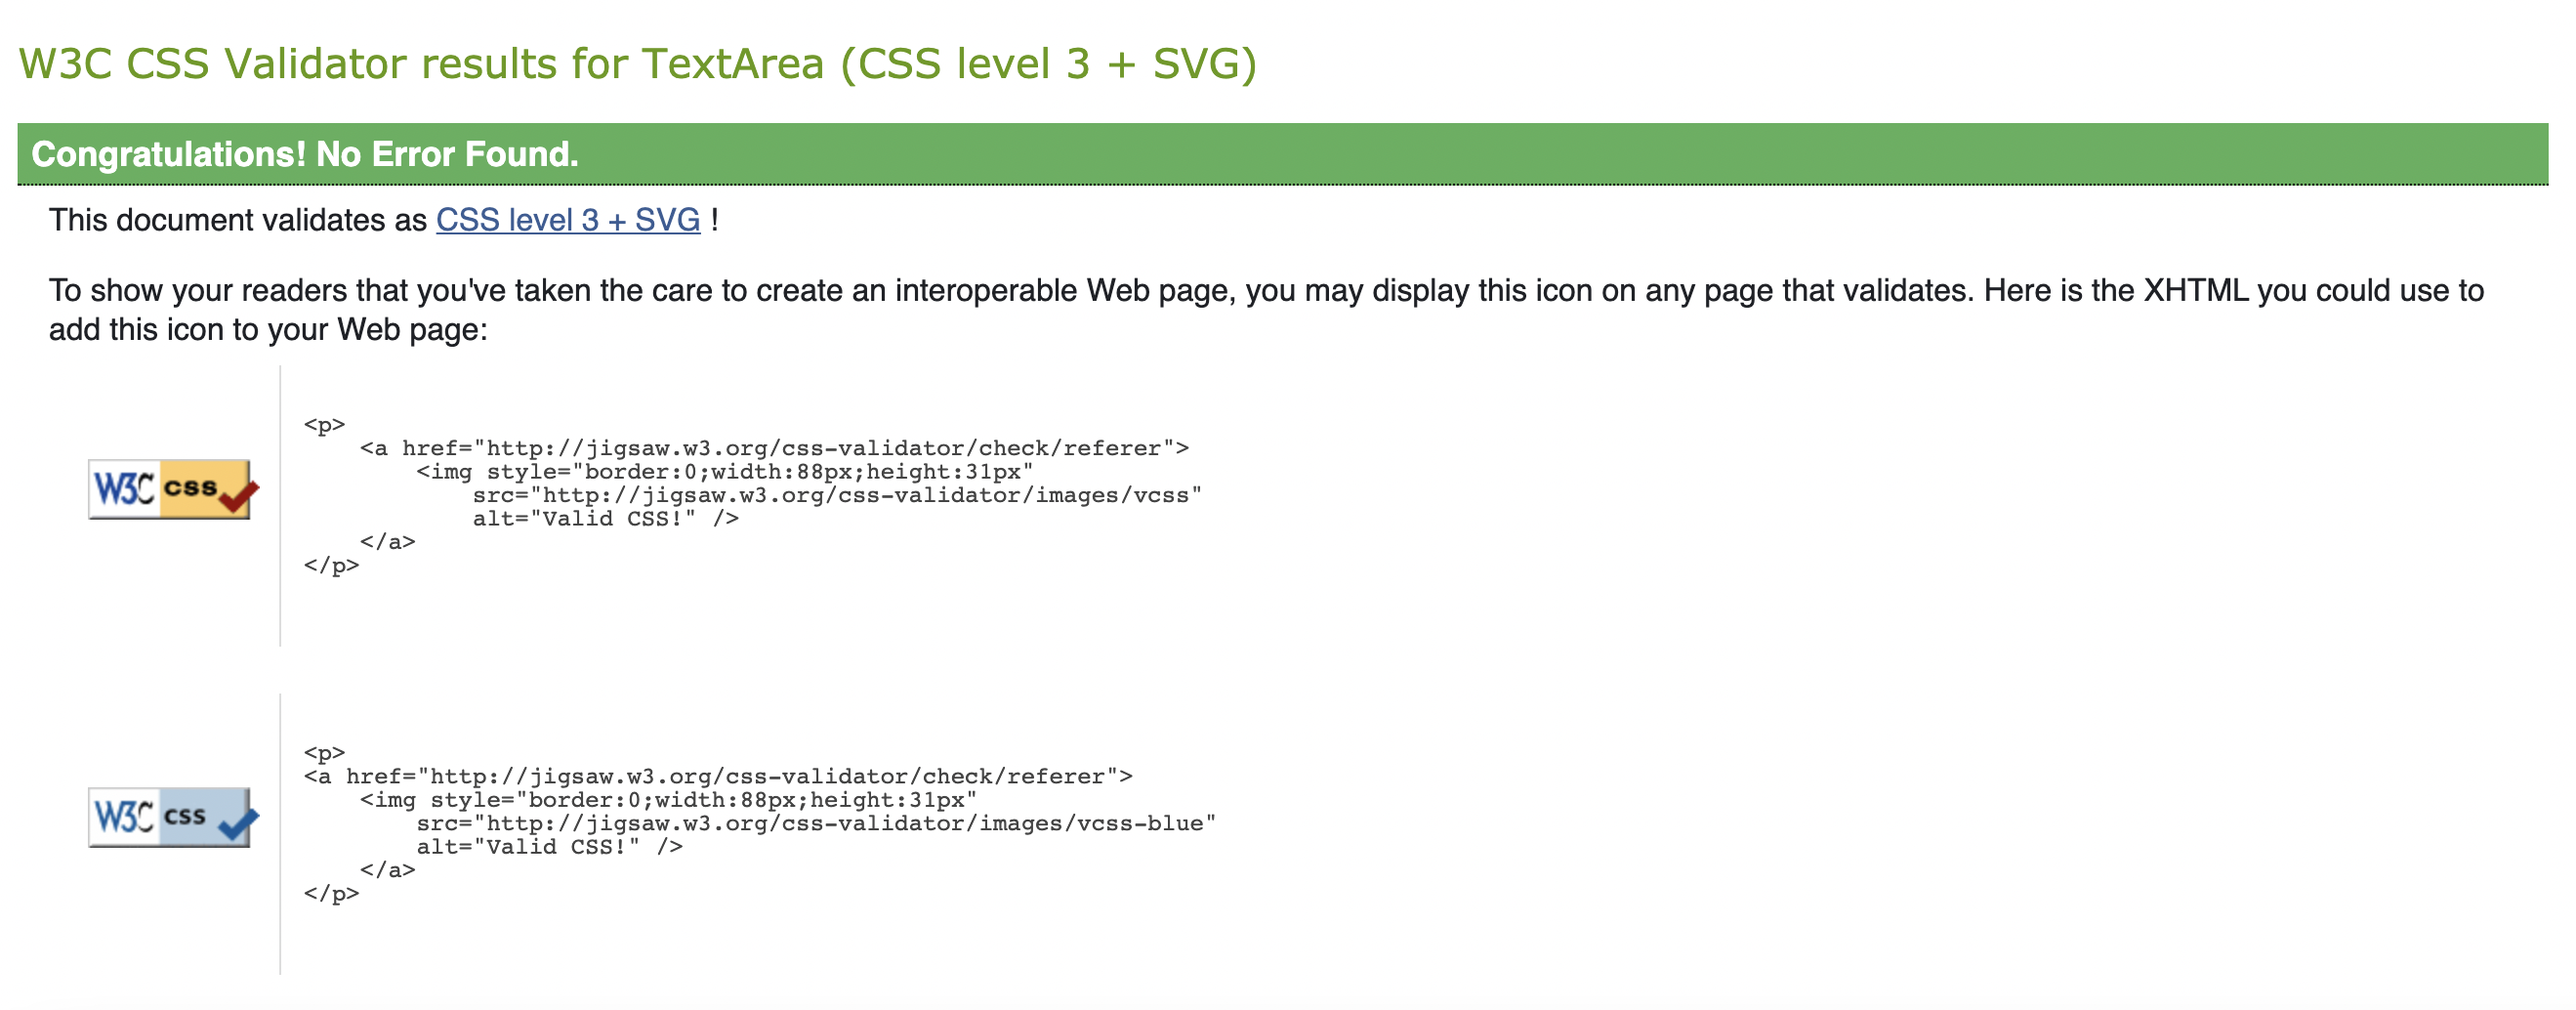 W3C CSS Validator results for TextArea (CSS level 3 + SVG)
Congratulations! No Error Found.
This document validates as CSS level 3 + SVG !
To show your readers that you've taken the care to create an interoperable Web page, you may display this icon on any page that validates. Here is the XHTML you could use to
add this icon to your Web page:
W3C css
<p>
    <a href="http://jigsaw.w3.org/css-validator/check/referer">
        <img style="border:0;width:88px;height:31px"
            src="http://jigsaw.w3.org/css-validator/images/vcss"
            alt="Valid CSS!" />
    </a>
</p>
W3C css
<p>
<a href="http://jigsaw.w3.org/css-validator/check/referer">
    <img style="border:0;width:88px;height:31px"
        src="http://jigsaw.w3.org/css-validator/images/vcss-blue"
        alt="Valid CSS!" />
    </a>
</p>